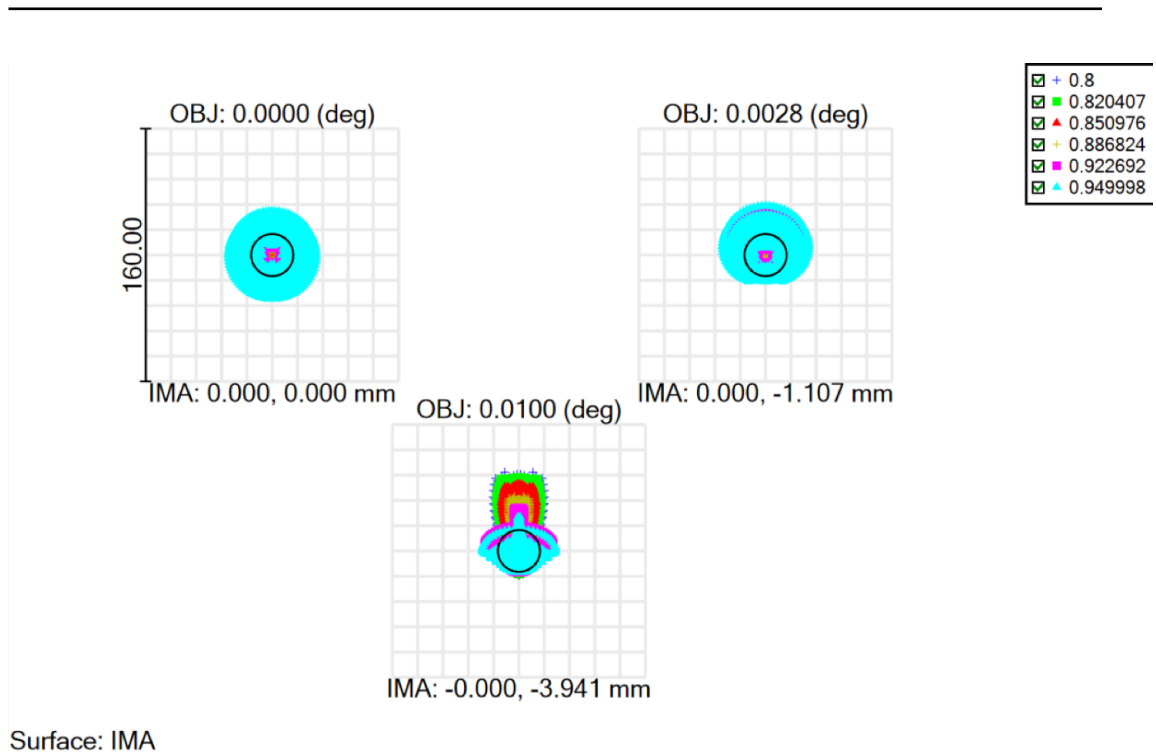 OBJ: 0.0000 (deg)
OBJ: 0.0028 (deg)
+ 0.8
0.820407
0.850976
+ 0.886824
0.922692
0.949998
160.00
IMA: 0.000, 0.000 mm
IMA: 0.000, -1.107 mm
OBJ: 0.0100 (deg)
IMA: -0.000, -3.941 mm
Surface: IMA